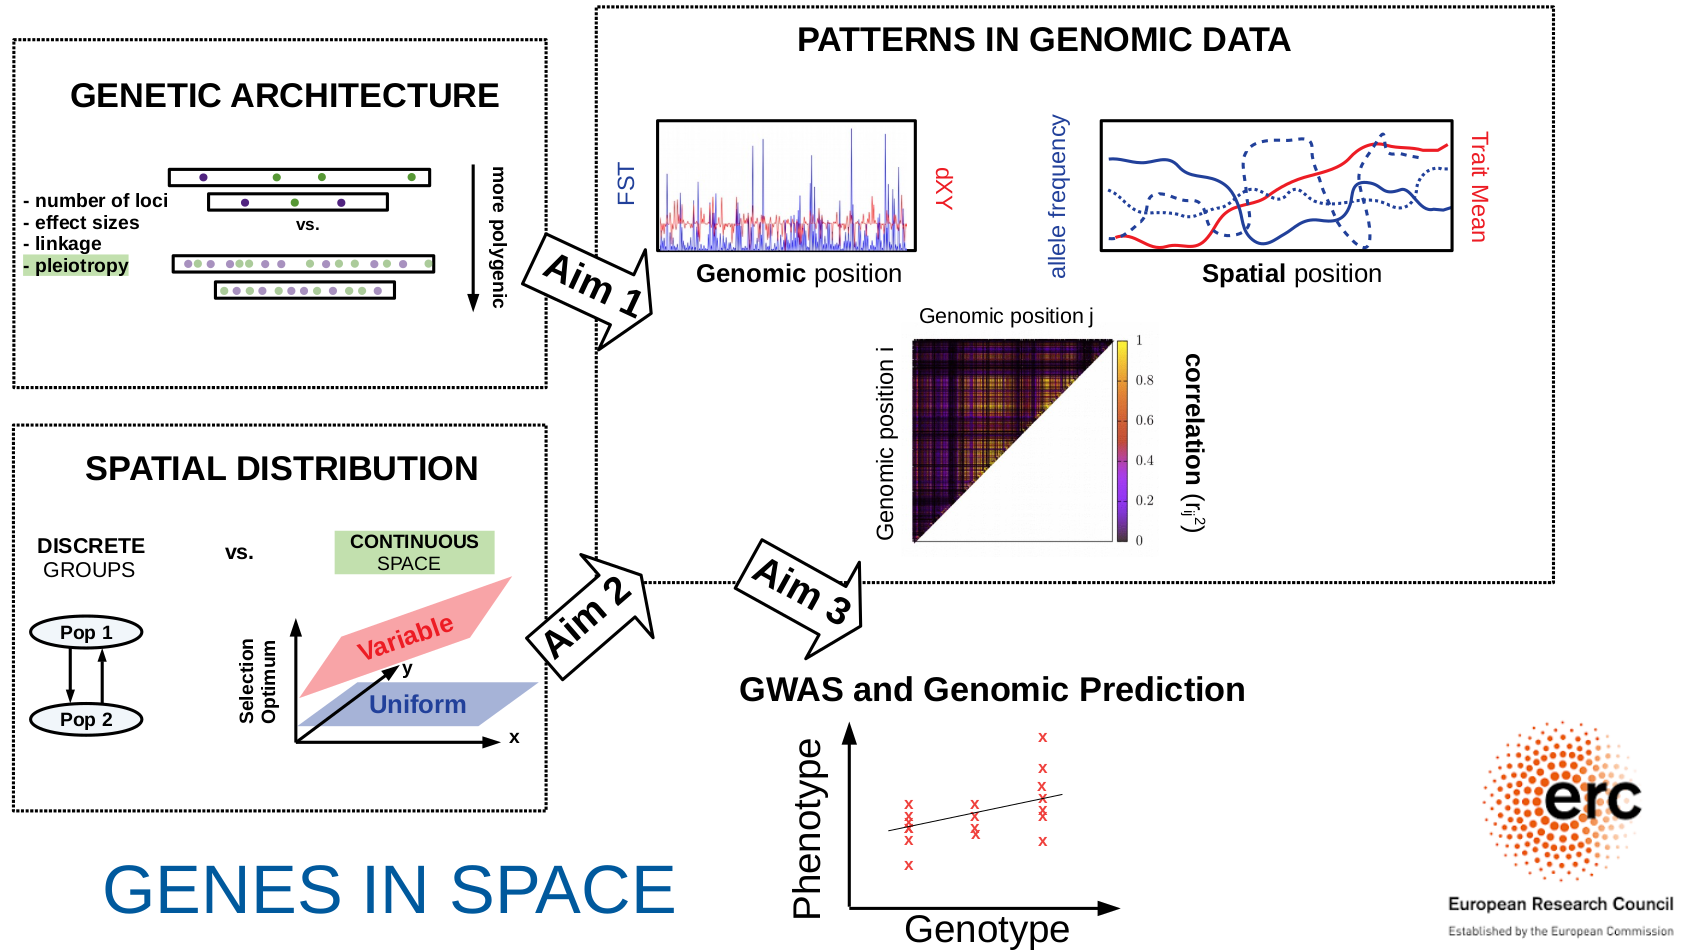 GENETIC ARCHITECTURE
- number of loci
- effect sizes
- linkage
- pleiotropy
vs.
more polygenic
Aim 1
PATTERNS IN GENOMIC DATA
FST
dXY
Genomic position
allele frequency
Trait Mean
Spatial position
Genomic position j
Genomic position i
1
0.8
0.6
0.4
0.2
0
correlation (rij2)
SPATIAL DISTRIBUTION
DISCRETE
GROUPS
vs.
CONTINUOUS
SPACE
Pop 1
Pop 2
Selection
Optimum
Variable
y
Uniform
x
Aim 2
Aim 3
GWAS and Genomic Prediction
Phenotype
Genotype
GENES IN SPACE
erc
European Research Council
Established by the European Commission